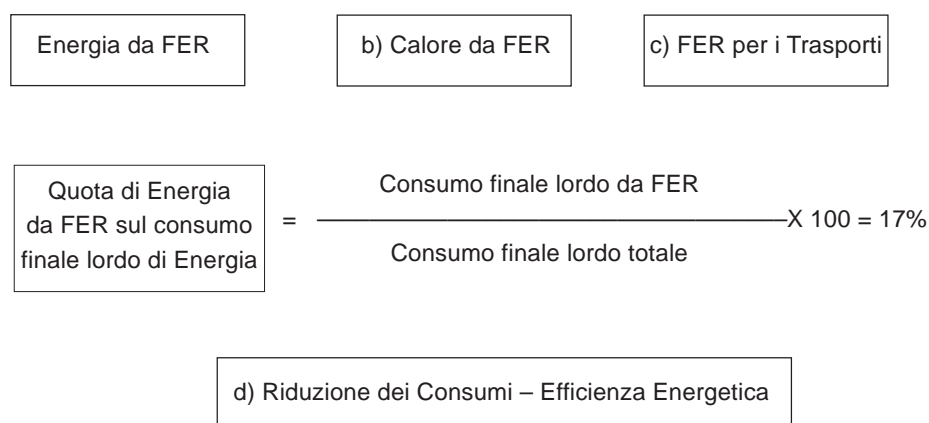 Energia da FER
b) Calore da FER
c) FER per i Trasporti
Quota di Energia
da FER sul consumo
finale lordo di Energia
=
Consumo finale lordo da FER
Consumo finale lordo totale
X 100 = 17%
d) Riduzione dei Consumi – Efficienza Energetica